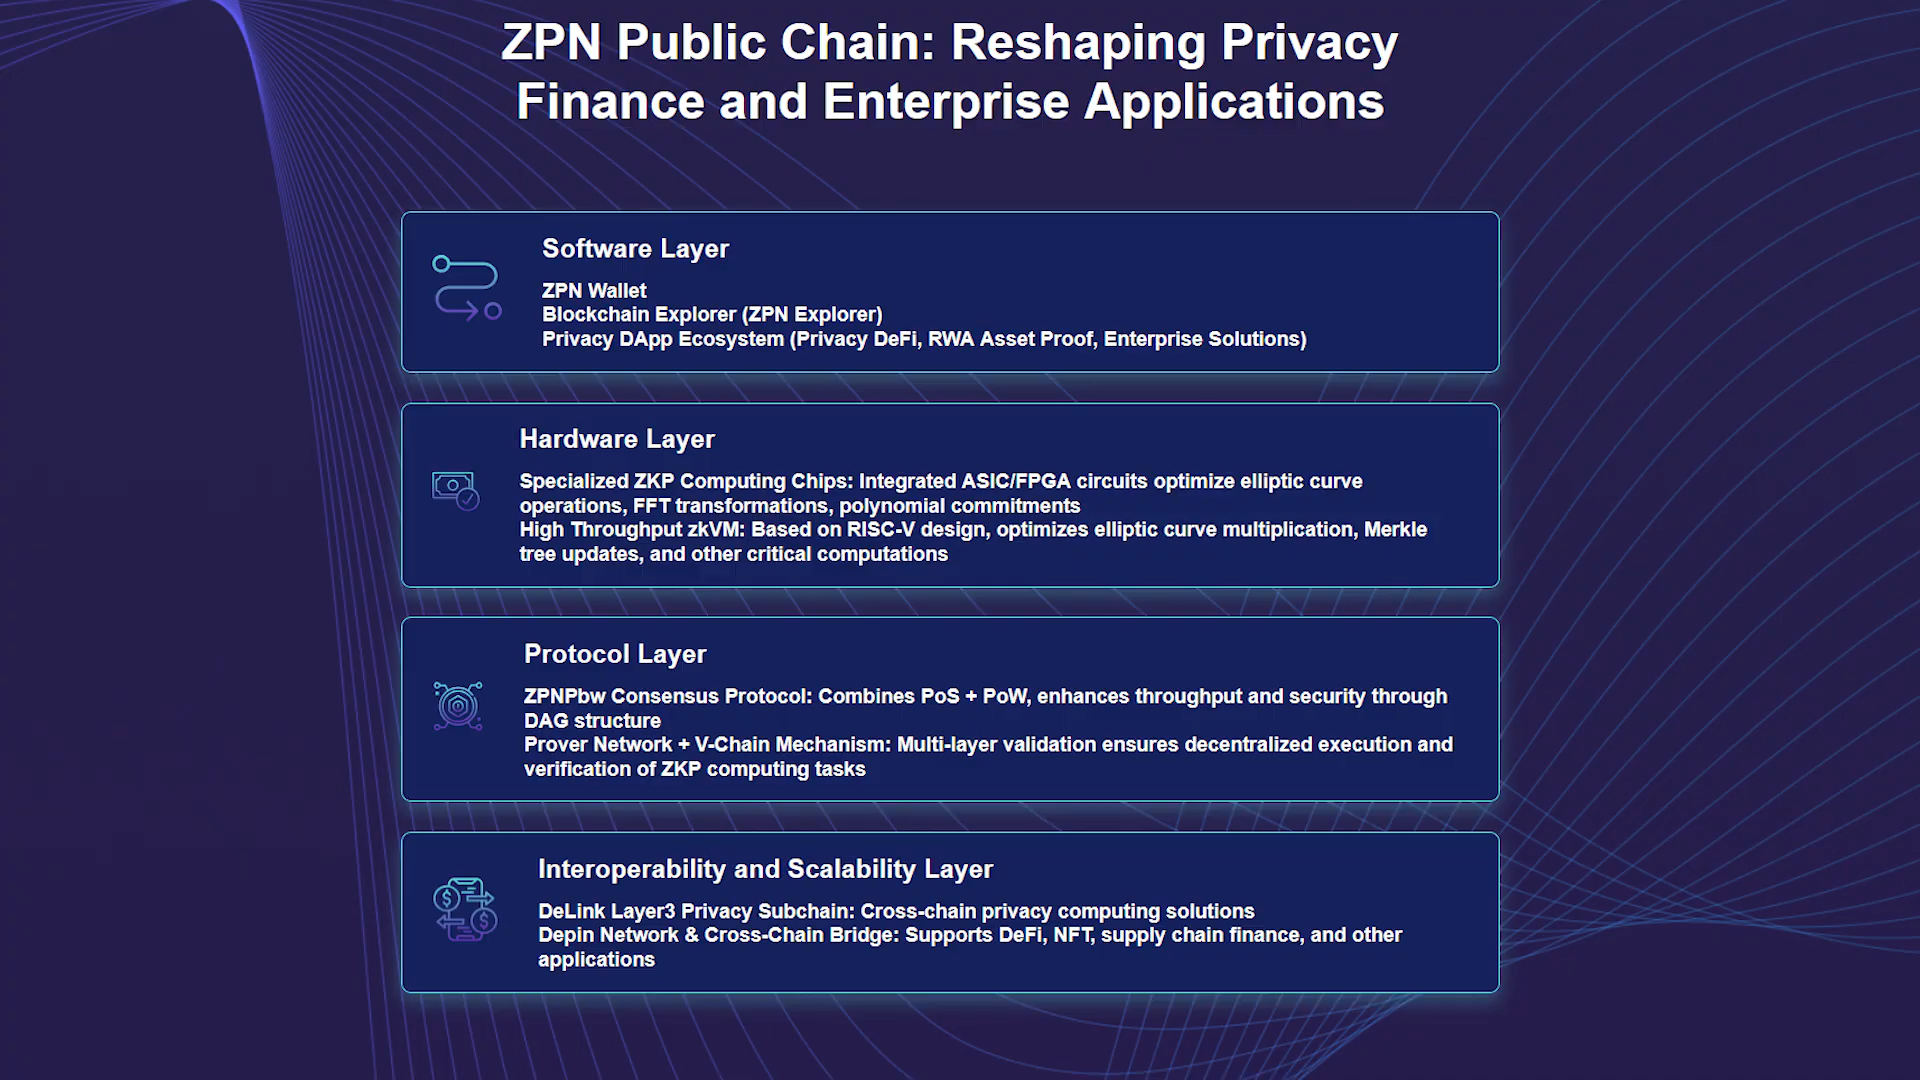 ZPN Public Chain: Reshaping Privacy
Finance and Enterprise Applications
Software Layer
ZPN Wallet
Blockchain Explorer (ZPN Explorer)
Privacy DApp Ecosystem (Privacy DeFi, RWA Asset Proof, Enterprise Solutions)
Hardware Layer
Specialized ZKP Computing Chips: Integrated ASIC/FPGA circuits optimize elliptic curve
operations, FFT transformations, polynomial commitments
High Throughput zkVM: Based on RISC-V design, optimizes elliptic curve multiplication, Merkle
tree updates, and other critical computations
Protocol Layer
ZPNPbw Consensus Protocol: Combines PoS + PoW, enhances throughput and security through
DAG structure
Prover Network + V-Chain Mechanism: Multi-layer validation ensures decentralized execution and
verification of ZKP computing tasks
Interoperability and Scalability Layer
DeLink Layer3 Privacy Subchain: Cross-chain privacy computing solutions
Depin Network & Cross-Chain Bridge: Supports DeFi, NFT, supply chain finance, and other
applications